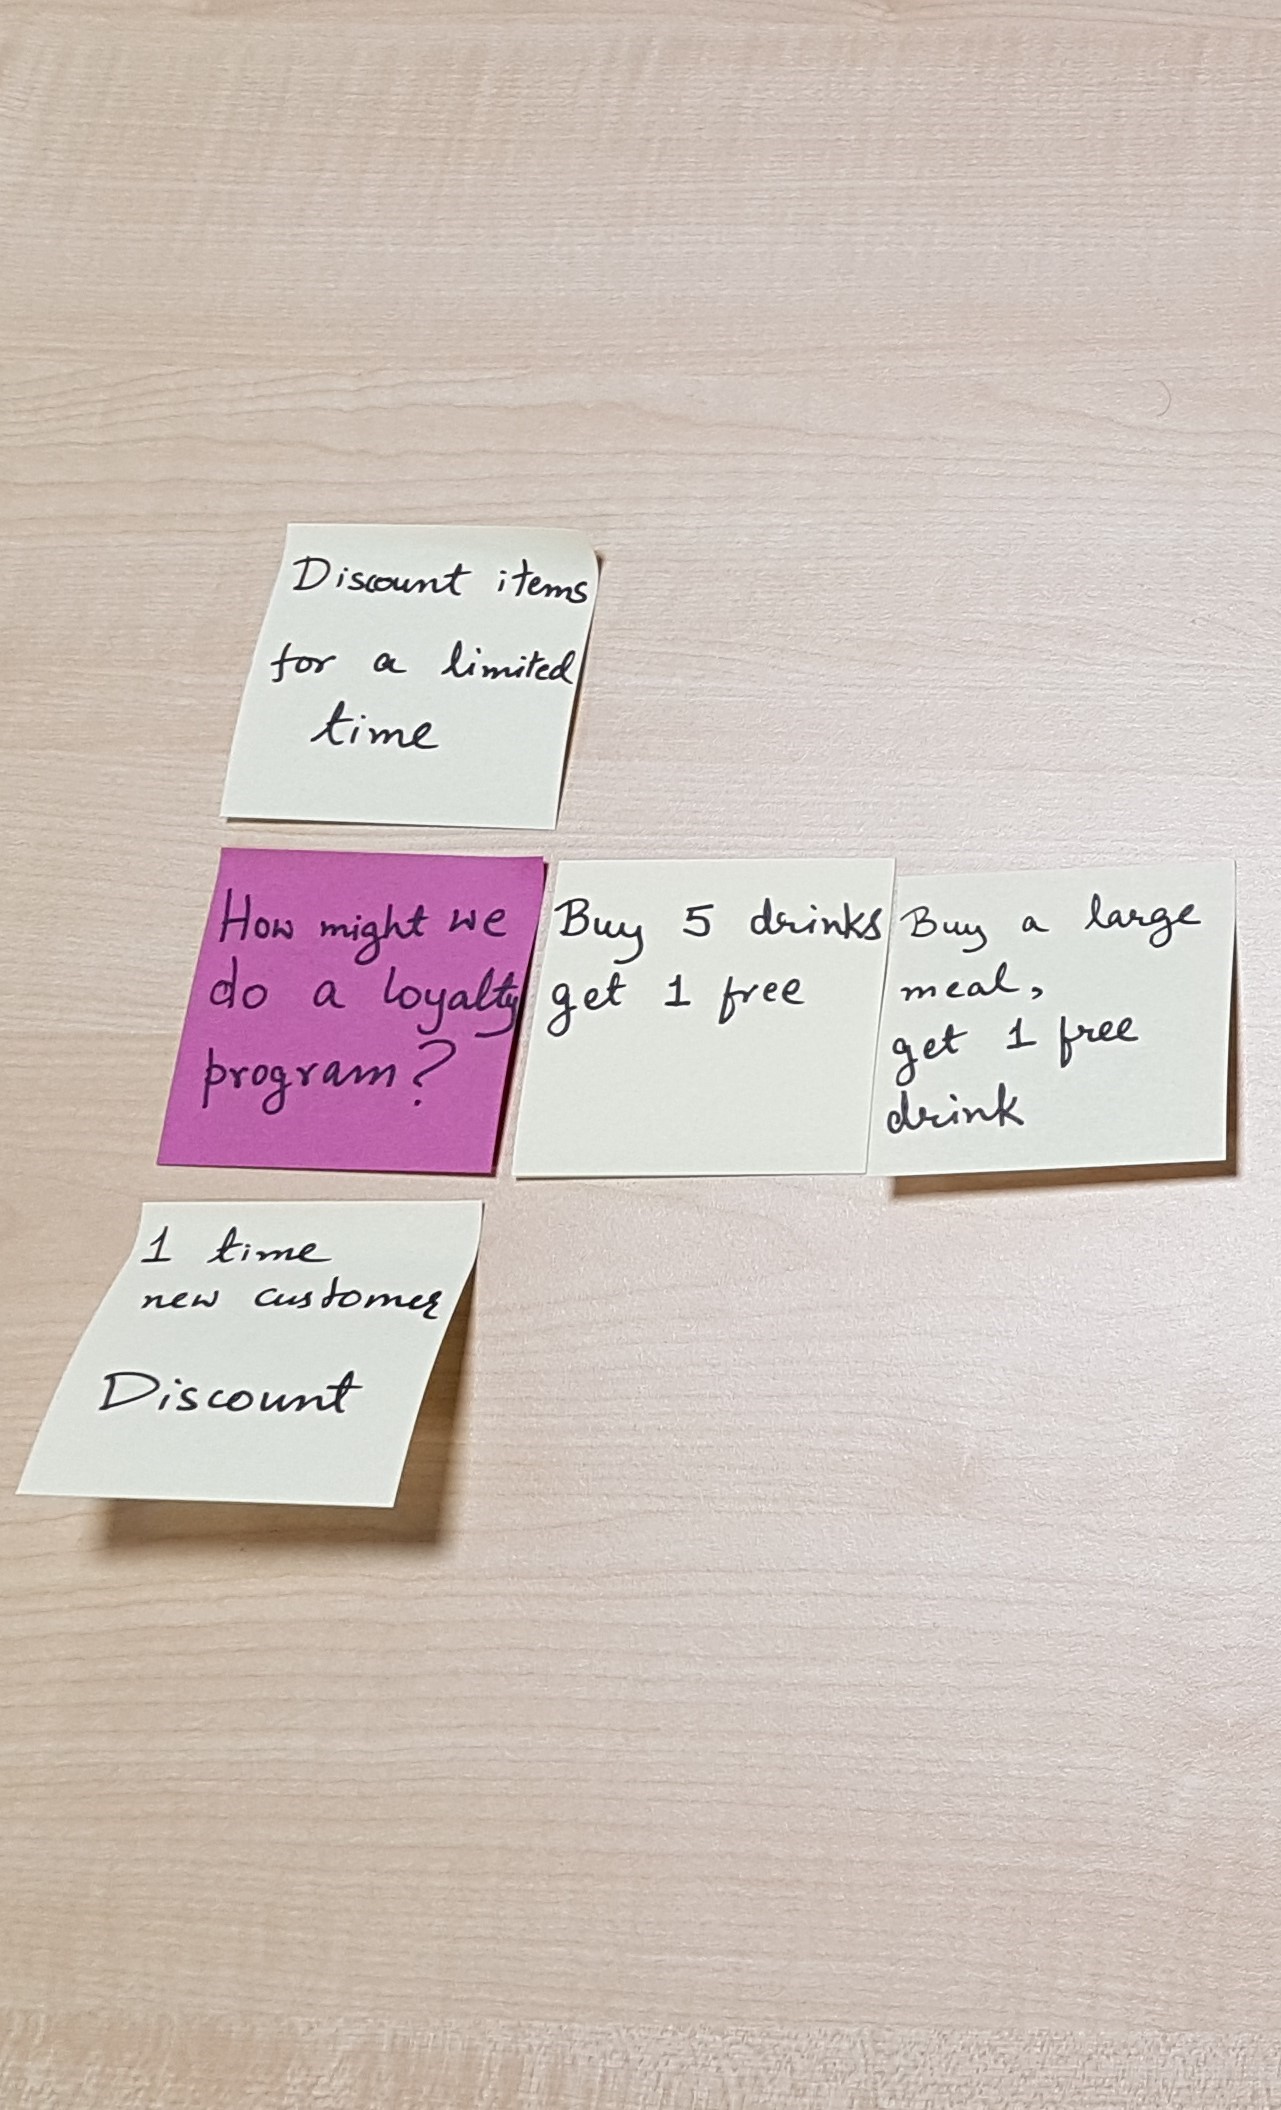 Discount items
for a limited
time
How might we
do a loyalty
program?
Buy 5 drinks
get 1 free
Buy a large
meal,
get 1 free
drink
1 time
new customer
Discount